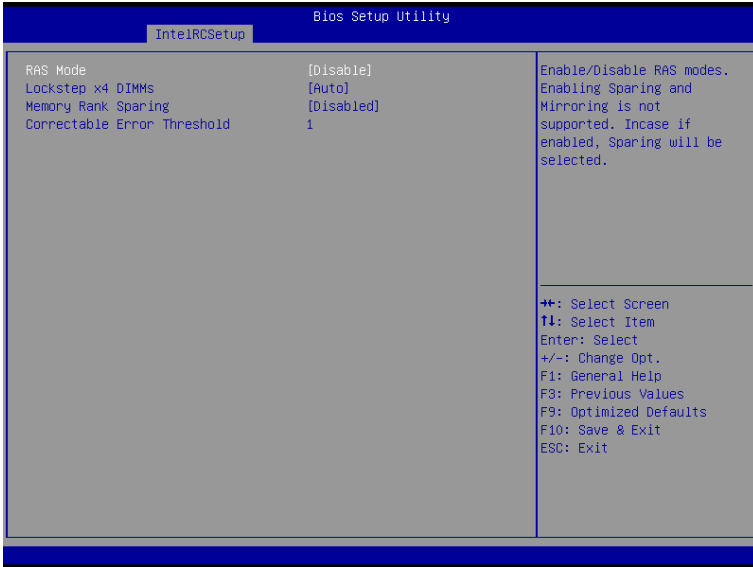 Bios Setup Utility
IntelRCSetup
RAS Mode [Disable]
Lockstep x4 DIMMs [Auto]
Memory Rank Sparing [Disabled]
Correctable Error Threshold 1
Enable/Disable RAS modes.
Enabling Sparing and
Mirroring is not
supported. Incase if
enabled, Sparing will be
selected.
→←: Select Screen
↑↓: Select Item
Enter: Select
+/-: Change Opt.
F1: General Help
F3: Previous Values
F9: Optimized Defaults
F10: Save & Exit
ESC: Exit